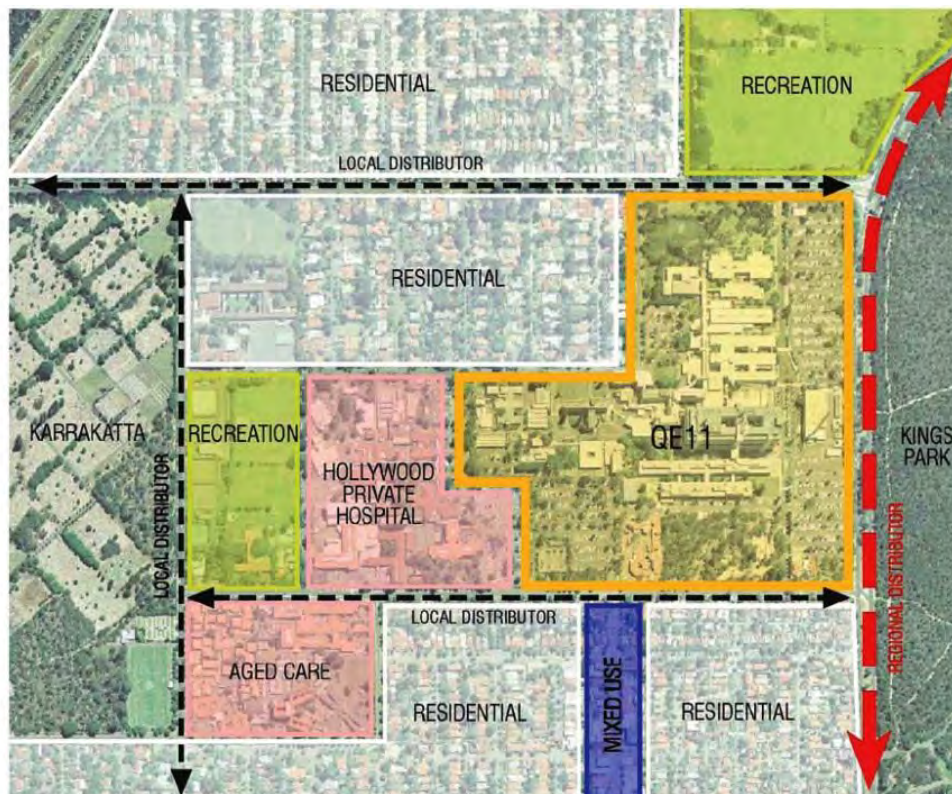 RESIDENTIAL
RECREATION
LOCAL DISTRIBUTOR
RESIDENTIAL
KARRAKATTA
RECREATION
QE11
KINGS
PARK
HOLLYWOOD
PRIVATE
HOSPITAL
LOCAL DISTRIBUTOR
REGIONAL DISTRIBUTOR
LOCAL DISTRIBUTOR
AGED CARE
RESIDENTIAL
MIXED USE
RESIDENTIAL